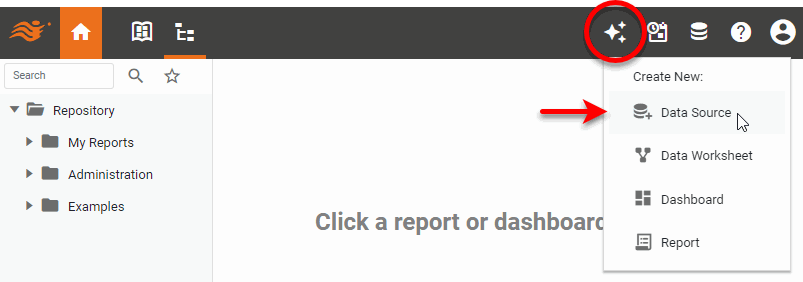 Search
Repository
My Reports
Administration
Examples
Click a report or dashboard
Create New:
Data Source
Data Worksheet
Dashboard
Report